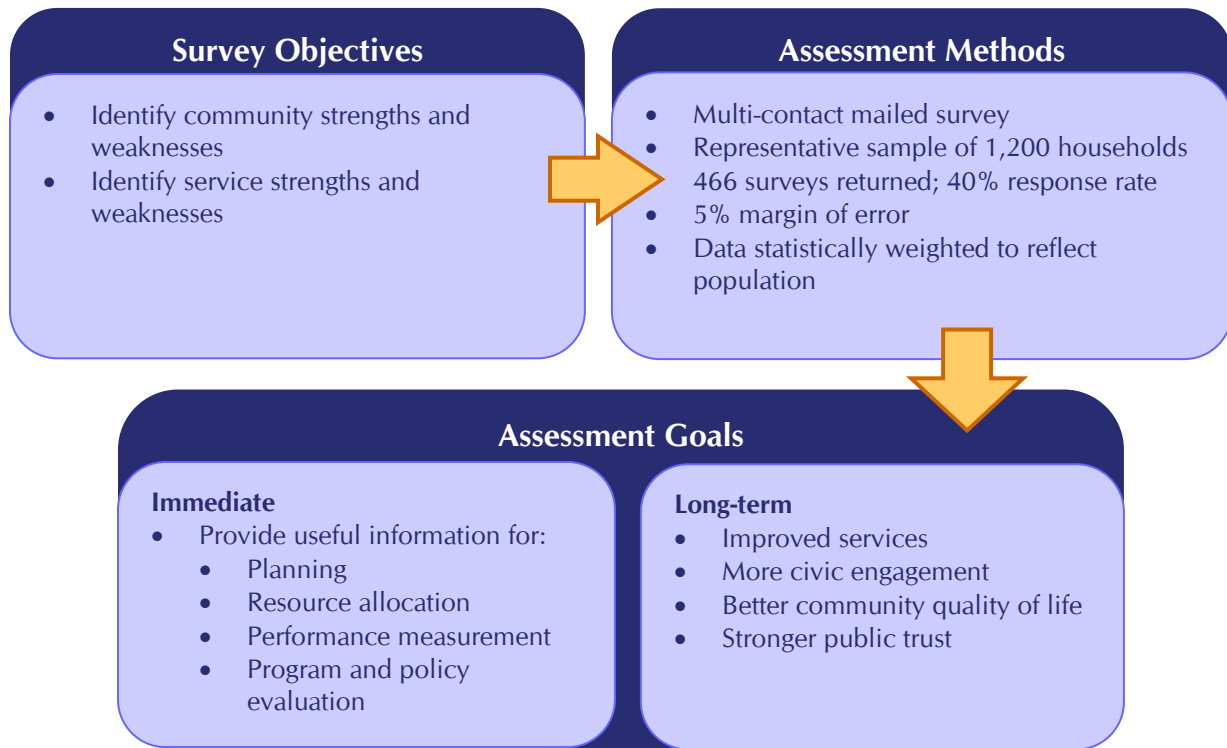 Survey Objectives
• Identify community strengths and
weaknesses
• Identify service strengths and
weaknesses
Assessment Methods
• Multi-contact mailed survey
• Representative sample of 1,200 households
466 surveys returned; 40% response rate
• 5% margin of error
• Data statistically weighted to reflect
population
Assessment Goals
Immediate
• Provide useful information for:
• Planning
• Resource allocation
• Performance measurement
• Program and policy
evaluation
Long-term
• Improved services
• More civic engagement
• Better community quality of life
• Stronger public trust